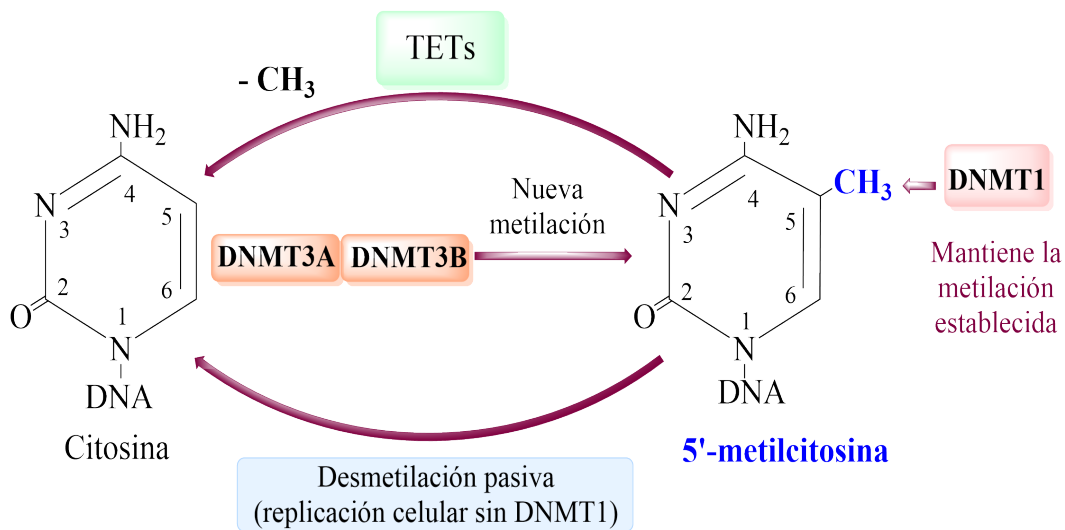 TETs
- CH₃
NH₂
N
3
4
5
2
6
1
O
N
DNA
Citosina
DNMT3A
DNMT3B
Nueva
metilación
NH₂
CH₃
N
3
4
5
2
6
1
O
N
DNA
5'-metilcitosina
DNMT1
Mantiene la
metilación
establecida
Desmetilación pasiva
(replicación celular sin DNMT1)